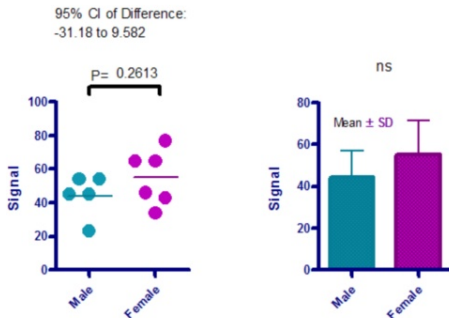 95% CI of Difference:
-31.18 to 9.582
P= 0.2613
100
80
60
40
20
0
Signal
Male
Female
ns
Mean ± SD
80
60
40
20
0
Signal
Male
Female